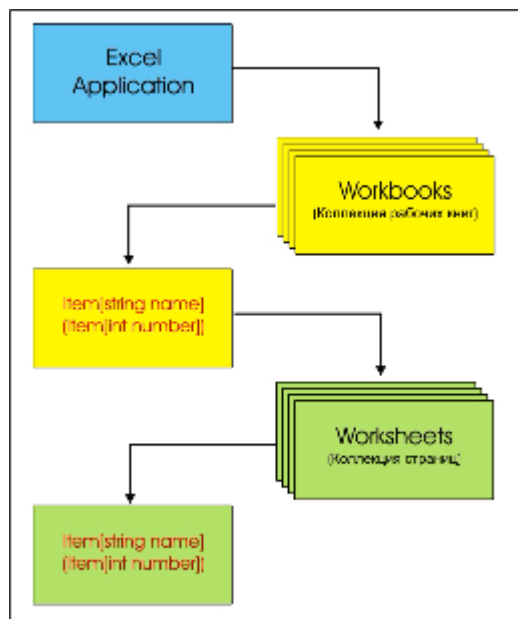 Excel
Application
Workbooks
(Коллекция рабочих книг)
Item[string name]
(Item[int number])
Worksheets
(Коллекция страниц)
Item[string name]
(Item[int number])